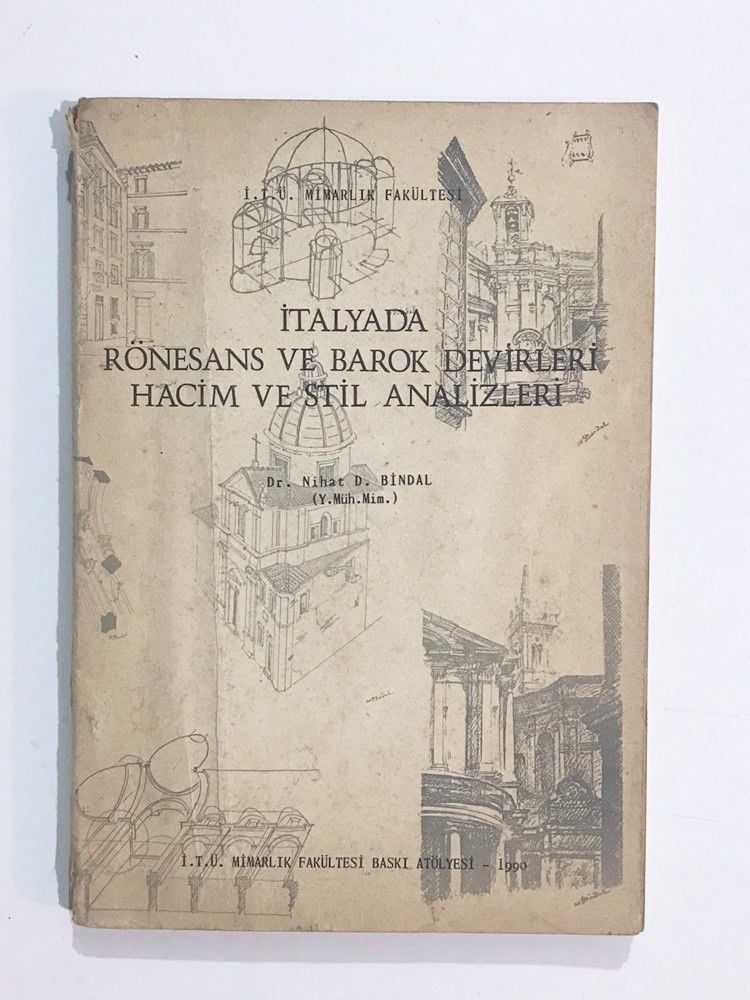 İ.T.Ü. MİMARLIK FAKÜLTESİ
İTALYADA
RÖNESANS VE BAROK DEVİRLERİ
HACİM VE STİL ANALİZLERİ
Dr. Nihat D. BİNDAL
(Y.Müh.Mim.)
İ.T.Ü. MİMARLIK FAKÜLTESİ BASKI ATÖLYESİ - 1990